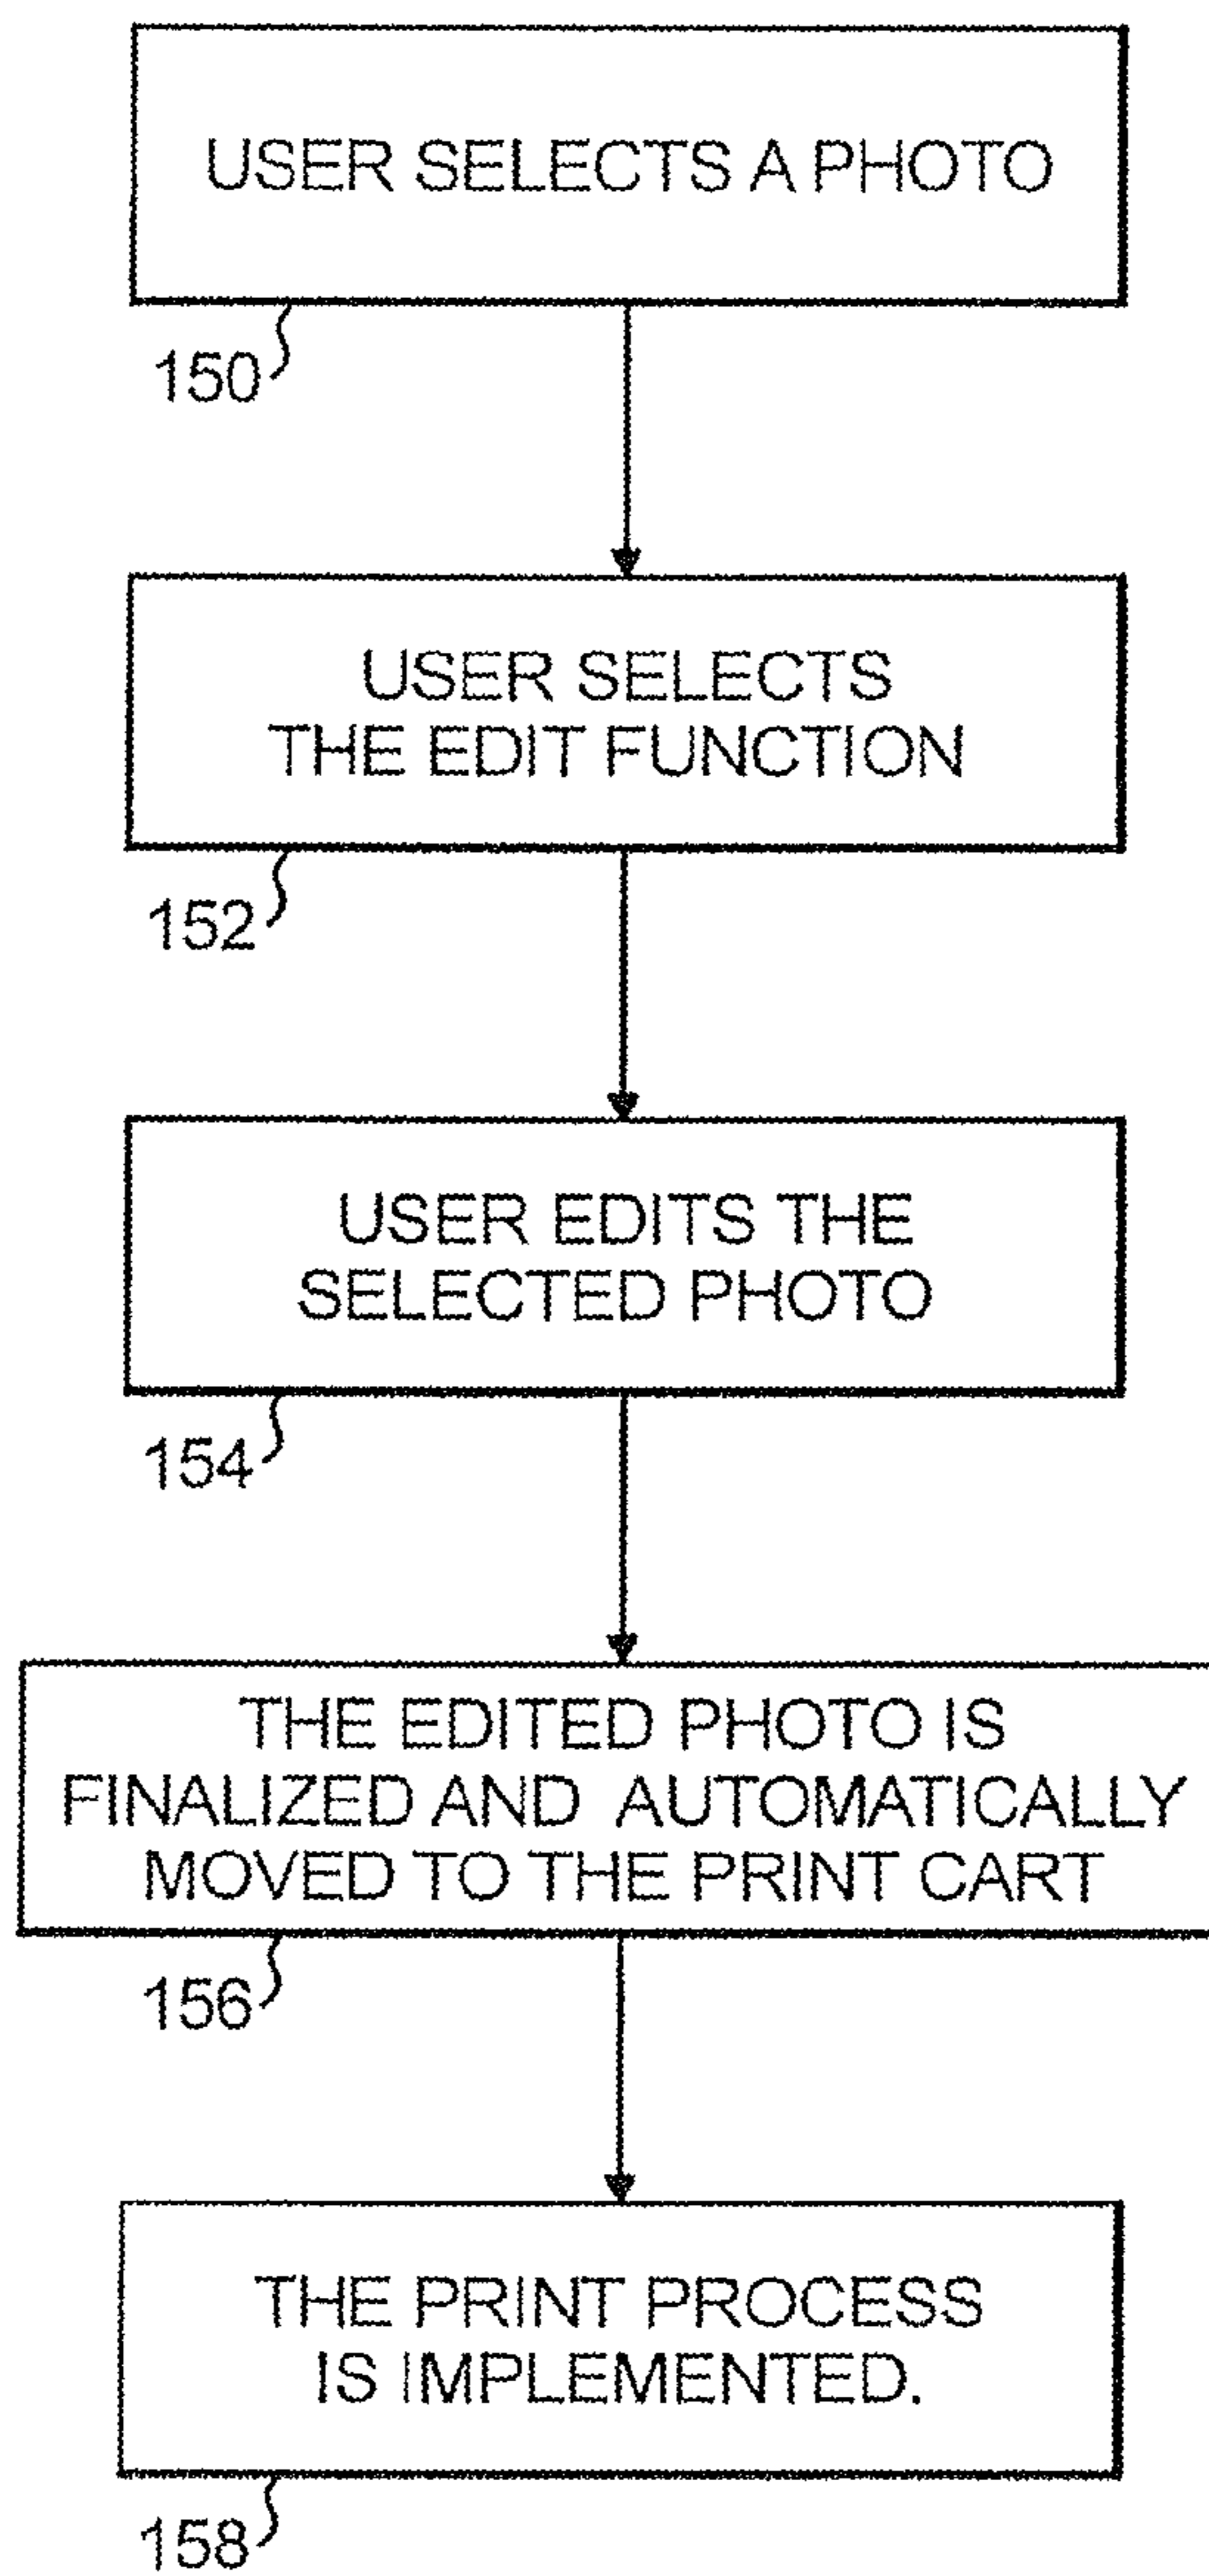 USER SELECTS A PHOTO
150
USER SELECTS
THE EDIT FUNCTION
152
USER EDITS THE
SELECTED PHOTO
154
THE EDITED PHOTO IS
FINALIZED AND AUTOMATICALLY
MOVED TO THE PRINT CART
156
THE PRINT PROCESS
IS IMPLEMENTED.
158